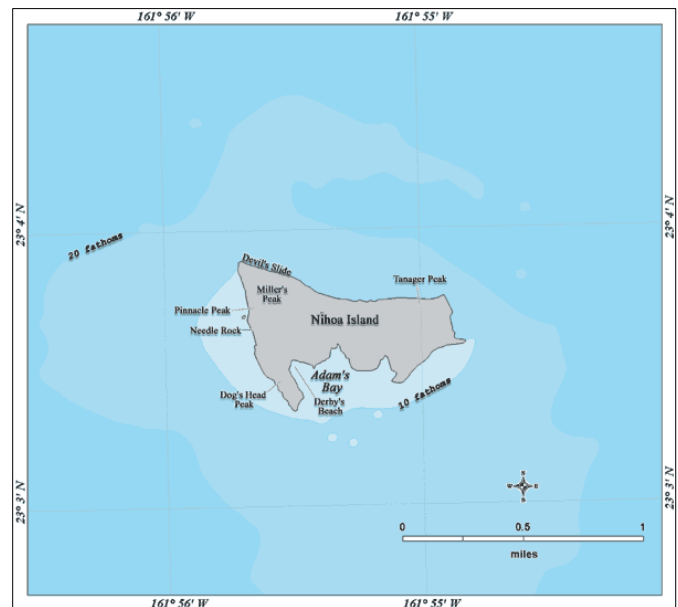 161° 56' W
161° 55' W
23° 4' N
23° 4' N
20 fathoms
Devil's Slide
Tanager Peak
Miller's
Peak
Pinnacle Peak
Nihoa Island
Needle Rock
Adam's
Bay
Dog's Head
Peak
Derby's
Beach
10 fathoms
N
W
E
S
23° 3' N
23° 3' N
0
0.5
1
miles
161° 56' W
161° 55' W